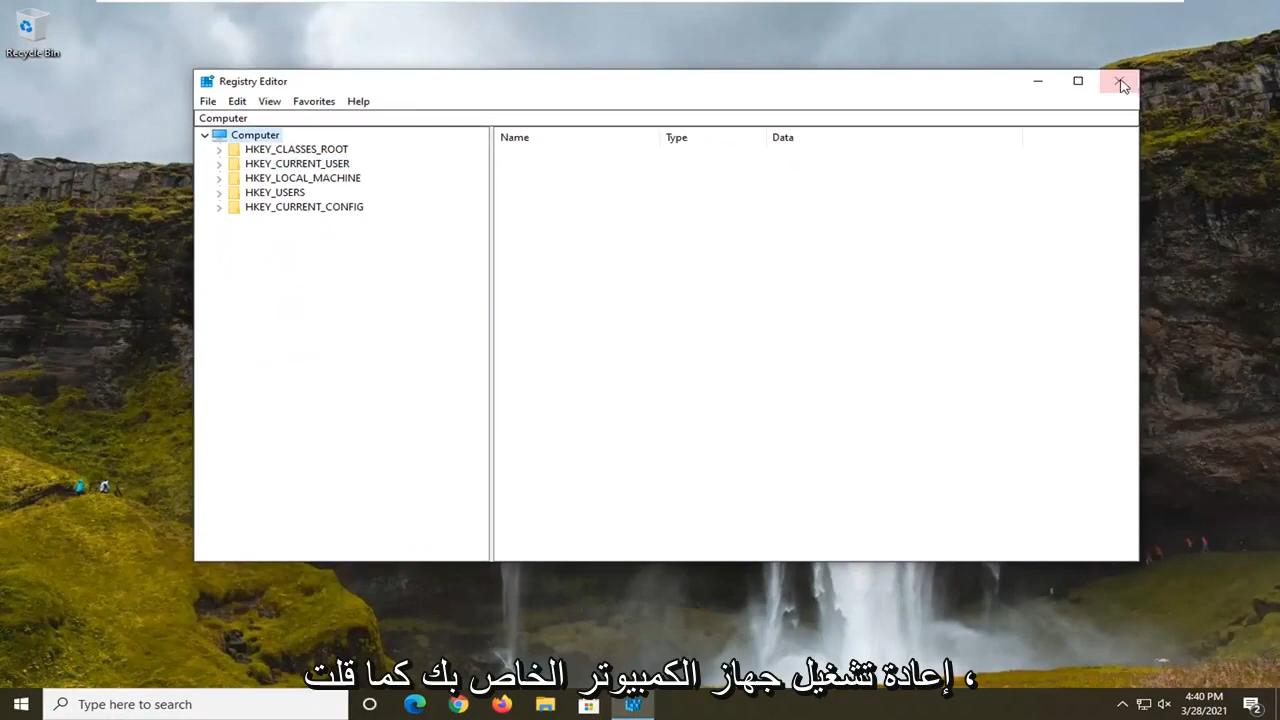 Recycle Bin
Registry Editor
File Edit View Favorites Help
Computer
Computer
HKEY_CLASSES_ROOT
HKEY_CURRENT_USER
HKEY_LOCAL_MACHINE
HKEY_USERS
HKEY_CURRENT_CONFIG
Name Type Data
، إعادة تشغيل جهاز الكمبيوتر الخاص بك كما قلت
Type here to search
4:40 PM
3/28/2021
2